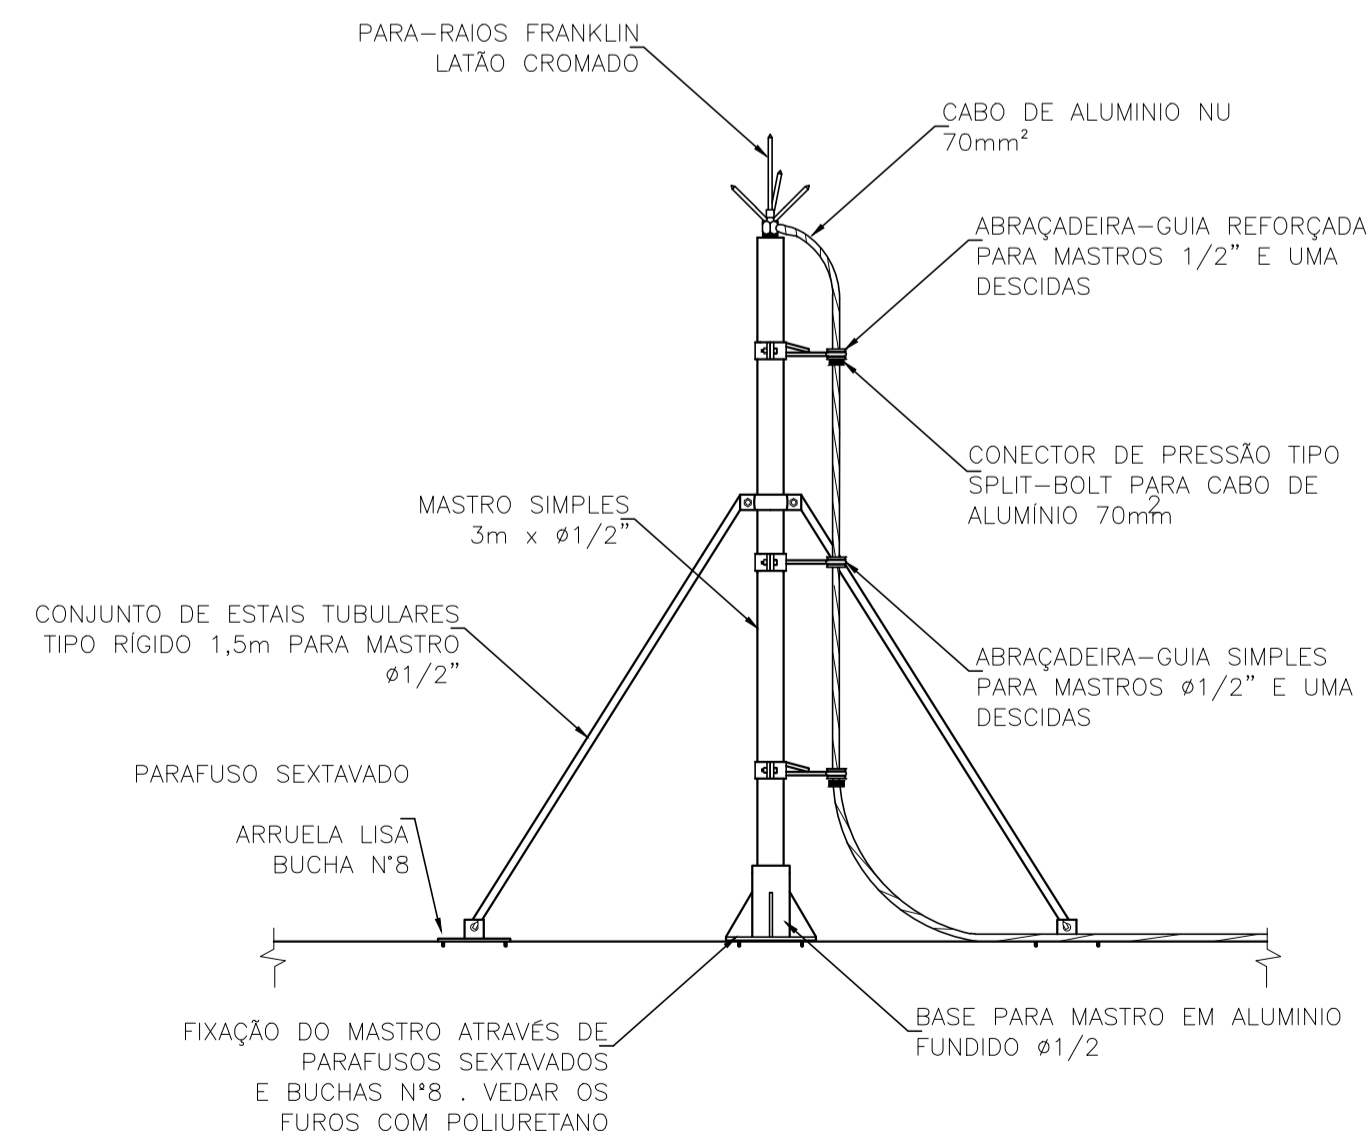 PARA-RAIOS FRANKLIN
LATÃO CROMADO
CABO DE ALUMINIO NU
70mm²
ABRAÇADEIRA-GUIA REFORÇADA
PARA MASTROS 1/2" E UMA
DESCIDAS
CONECTOR DE PRESSÃO TIPO
SPLIT-BOLT PARA CABO DE
ALUMÍNIO 70mm²
MASTRO SIMPLES
3m x ø1/2"
CONJUNTO DE ESTAIS TUBULARES
TIPO RÍGIDO 1,5m PARA MASTRO
ø1/2"
ABRAÇADEIRA-GUIA SIMPLES
PARA MASTROS ø1/2" E UMA
DESCIDAS
PARAFUSO SEXTAVADO
ARRUELA LISA
BUCHA N°8
FIXAÇÃO DO MASTRO ATRAVÉS DE
PARAFUSOS SEXTAVADOS
E BUCHAS Nº8 . VEDAR OS
FUROS COM POLIURETANO
BASE PARA MASTRO EM ALUMINIO
FUNDIDO ø1/2